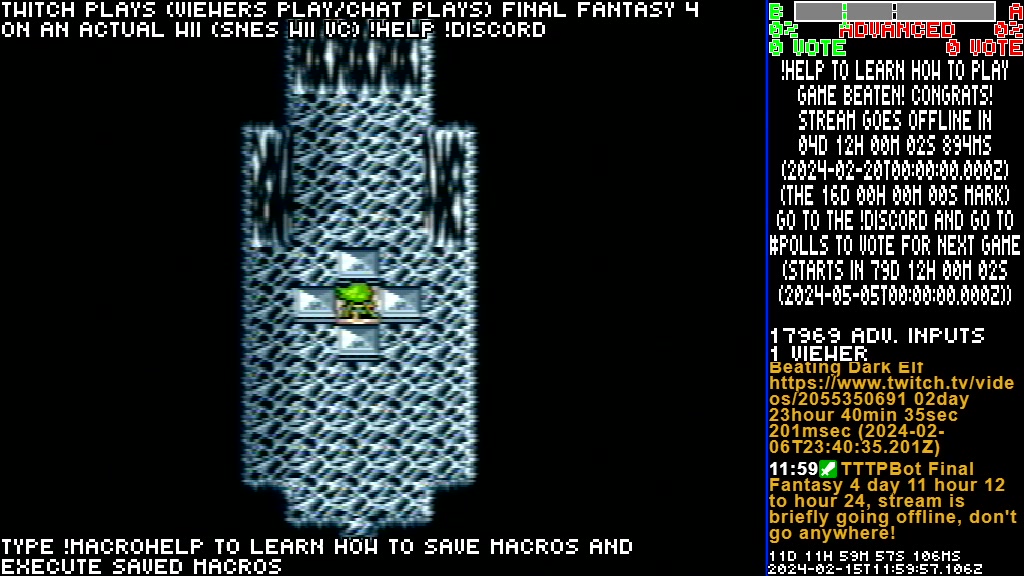 TWITCH PLAYS (VIEWERS PLAY/CHAT PLAYS) FINAL FANTASY 4
ON AN ACTUAL WII (SNES WII VC) !HELP !DISCORD
B A
0% ADVANCED 0%
0 VOTE 0 VOTE
!HELP TO LEARN HOW TO PLAY
GAME BEATEN! CONGRATS!
STREAM GOES OFFLINE IN
04D 12H 00M 02S 894MS
(2024-02-20T00:00:00.000Z)
(THE 16D 00H 00M 00S MARK)
GO TO THE !DISCORD AND GO TO
#POLLS TO VOTE FOR NEXT GAME
(STARTS IN 79D 12H 00M 02S
(2024-05-05T00:00:00.000Z))
17969 ADV. INPUTS
1 VIEWER
Beating Dark Elf
https://www.twitch.tv/vide
os/2055350691 02day
23hour 40min 35sec
201msec (2024-02-
06T23:40:35.201Z)
11:59 TTTPBot Final
Fantasy 4 day 11 hour 12
to hour 24, stream is
briefly going offline, don't
go anywhere!
11D 11H 59M 57S 106MS
2024-02-15T11:59:57.106Z
TYPE !MACROHELP TO LEARN HOW TO SAVE MACROS AND
EXECUTE SAVED MACROS